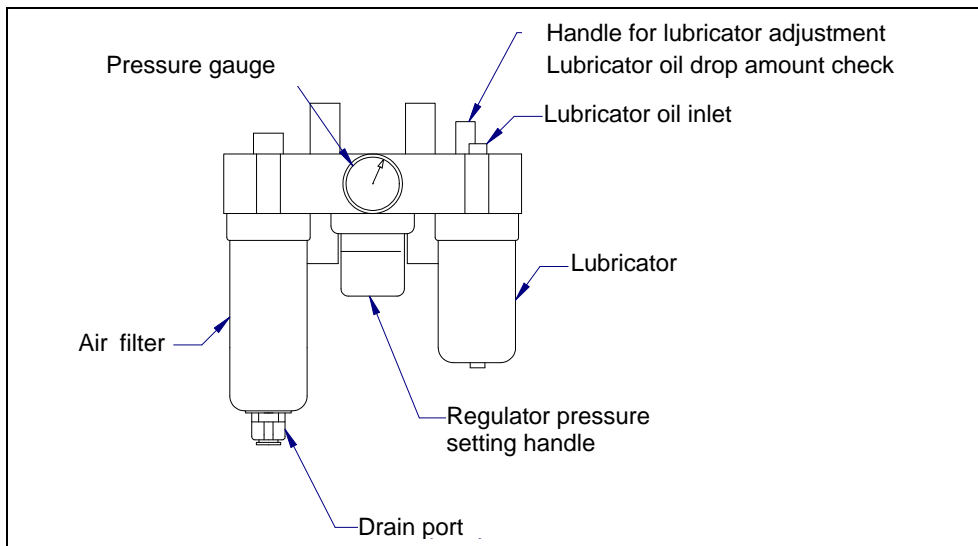 Handle for lubricator adjustment
Pressure gauge
Lubricator oil drop amount check
Lubricator oil inlet
Lubricator
Air filter
Regulator pressure
setting handle
Drain port